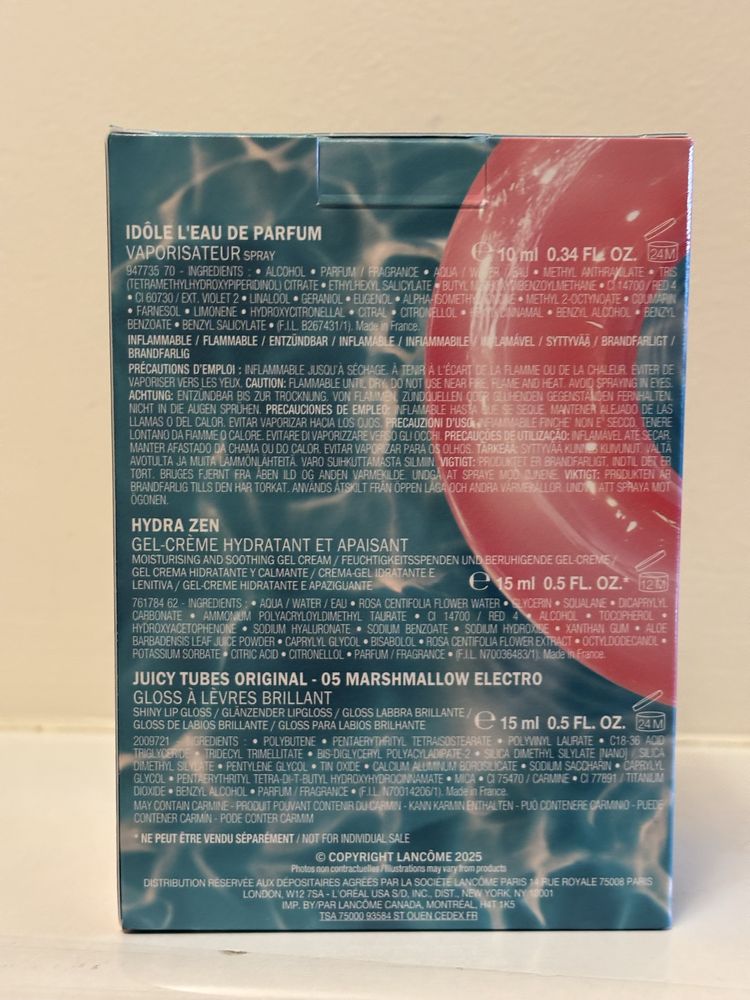 IDÔLE L'EAU DE PARFUM
VAPORISATEUR SPRAY
℮ 10 ml 0.34 FL. OZ. 24M
947735 70 - INGREDIENTS : • ALCOHOL • PARFUM / FRAGRANCE • AQUA / WATER / EAU • METHYL ANTHRANILATE • TRIS
(TETRAMETHYLHYDROXYPIPERIDINOL) CITRATE • ETHYLHEXYL SALICYLATE • BUTYL METHOXYDIBENZOYLMETHANE • CI 14700 / RED 4
• CI 60730 / EXT. VIOLET 2 • LINALOOL • GERANIOL • EUGENOL • ALPHA-ISOMETHYL IONONE • METHYL 2-OCTYNOATE • COUMARIN
• FARNESOL • LIMONENE • HYDROXYCITRONELLAL • CITRAL • CITRONELLOL • HEXYL CINNAMAL • BENZYL ALCOHOL • BENZYL
BENZOATE • BENZYL SALICYLATE • (F.I.L. B267431/1). Made in France.
INFLAMMABLE / FLAMMABLE / ENTZÜNDBAR / INFLAMABLE / INFIAMMABILE / INFLAMÁVEL / SYTTYVÄÄ / BRANDFARLIGT /
BRANDFARLIG
PRÉCAUTIONS D'EMPLOI : INFLAMMABLE JUSQU'À SÉCHAGE. À TENIR À L'ÉCART DE LA FLAMME OU DE LA CHALEUR. ÉVITER DE
VAPORISER VERS LES YEUX. CAUTION: FLAMMABLE UNTIL DRY. DO NOT USE NEAR FIRE, FLAME AND HEAT. AVOID SPRAYING IN EYES.
ACHTUNG: ENTZÜNDBAR BIS ZUR TROCKNUNG. VON FLAMMEN, ZUNDQUELLEN ODER GLUHENDEN GEGENSTÄNDEN FERNHALTEN.
NICHT IN DIE AUGEN SPRUHEN. PRECAUCIONES DE EMPLEO: INFLAMABLE HASTA QUE SE SEQUE. MANTENER ALEJADO DE LAS
LLAMAS O DEL CALOR. EVITAR VAPORIZAR HACIA LOS OJOS. PRECAUZIONI D'USO: INFIAMMABILE FINCHE' NON E' SECCO. TENERE
LONTANO DA FIAMME O CALORE. EVITARE DI VAPORIZZARE VERSO GLI OCCHI. PRECAUÇÕES DE UTILIZAÇÃO: INFLAMÁVEL ATÉ SECAR.
MANTER AFASTADO DA CHAMA OU DO CALOR. EVITAR VAPORIZAR PARA OS OLHOS. TÄRKEÄÄ: SYTTYVÄÄ KUNNES KUIVUNUT. VÄLTÄ
AVOTULTA JA MUITA LÄMMÖNLÄHTEITÄ. VARO SUIHKUTTAMASTA SILMIIN. VIGTIGT: PRODUKTET ER BRANDFARLIGT, INDTIL DET ER
TØRT. BRUGES FJERNT FRA ÅBEN ILD OG ANDEN VARMEKILDE. UNDGÅ AT SPRAYE MOD ØJNENE. VIKTIGT: PRODUKTEN ÄR
BRANDFARLIG TILLS DEN HAR TORKAT. ANVÄNDS ÅTSKILT FRÅN ÖPPEN LÅGA OCH ANDRA VÄRMEKÄLLOR. UNDVIK ATT SPRAYA MOT
ÖGONEN.
HYDRA ZEN
GEL-CRÈME HYDRATANT ET APAISANT
MOISTURISING AND SOOTHING GEL CREAM / FEUCHTIGKEITSSPENDEN UND BERUHIGENDE GEL-CREME /
GEL CREMA HIDRATANTE Y CALMANTE / CREMA-GEL IDRATANTE E
LENITIVA / GEL-CREME HIDRATANTE E APAZIGUANTE
℮ 15 ml 0.5 FL. OZ.* 12M
761784 62 - INGREDIENTS : • AQUA / WATER / EAU • ROSA CENTIFOLIA FLOWER WATER • GLYCERIN • SQUALANE • DICAPRYLYL
CARBONATE • AMMONIUM POLYACRYLOYLDIMETHYL TAURATE • CI 14700 / RED 4 • ALCOHOL • TOCOPHEROL •
HYDROXYACETOPHENONE • SODIUM HYALURONATE • SODIUM BENZOATE • SODIUM HYDROXIDE • XANTHAN GUM • ALOE
BARBADENSIS LEAF JUICE POWDER • CAPRYLYL GLYCOL • BISABOLOL • ROSA CENTIFOLIA FLOWER EXTRACT • OCTYLDODECANOL •
POTASSIUM SORBATE • CITRIC ACID • CITRONELLOL • PARFUM / FRAGRANCE • (F.I.L. N70036483/1). Made in France.
JUICY TUBES ORIGINAL - 05 MARSHMALLOW ELECTRO
GLOSS À LÈVRES BRILLANT
SHINY LIP GLOSS / GLÄNZENDER LIPGLOSS / GLOSS LABBRA BRILLANTE /
GLOSS DE LABIOS BRILLANTE / GLOSS PARA LABIOS BRILHANTE
℮ 15 ml 0.5 FL. OZ. 24 M
2009721 - INGREDIENTS : • POLYBUTENE • PENTAERYTHRITYL TETRAISOSTEARATE • POLYVINYL LAURATE • C18-36 ACID
TRIGLYCERIDE • TRIDECYL TRIMELLITATE • BIS-DIGLYCERYL POLYACYLADIPATE-2 • SILICA DIMETHYL SILYLATE [NANO] / SILICA
DIMETHYL SILYLATE • PENTYLENE GLYCOL • TIN OXIDE • CALCIUM ALUMINUM BOROSILICATE • SODIUM SACCHARIN • CAPRYLYL
GLYCOL • PENTAERYTHRITYL TETRA-DI-T-BUTYL HYDROXYHYDROCINNAMATE • MICA • CI 75470 / CARMINE • CI 77891 / TITANIUM
DIOXIDE • BENZYL ALCOHOL • PARFUM / FRAGRANCE • (F.I.L. N70014206/1). Made in France.
MAY CONTAIN CARMINE - PRODUIT POUVANT CONTENIR DU CARMIN - KANN KARMIN ENTHALTEN - PUÒ CONTENERE CARMINIO - PUEDE
CONTENER CARMÍN - PODE CONTER CARMIM
* NE PEUT ÊTRE VENDU SÉPARÉMENT / NOT FOR INDIVIDUAL SALE
© COPYRIGHT LANCÔME 2025
Photos non contractuelles/Illustrations may vary from products
DISTRIBUTION RÉSERVÉE AUX DÉPOSITAIRES AGRÉÉS PAR LA SOCIÉTÉ LANCÔME PARIS 14 RUE ROYALE 75008 PARIS
LONDON, W12 7SA - L'OREAL USA S/D, INC., DIST., NEW YORK, NY 10001
IMP. BY/PAR LANCÔME CANADA, MONTRÉAL, H4T 1K5
TSA 75000 93584 ST OUEN CEDEX FR